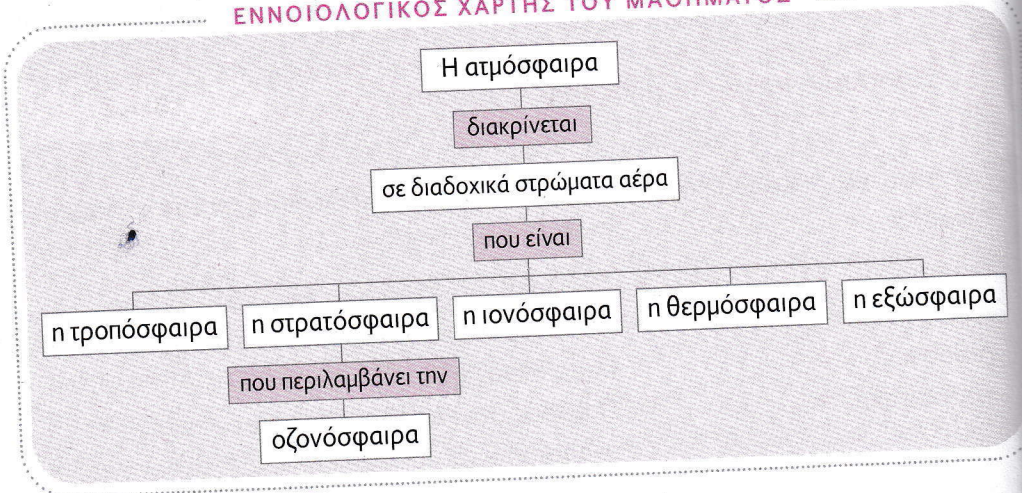 ΕΝΝΟΙΟΛΟΓΙΚΟΣ ΧΑΡΤΗΣ ΤΟΥ ΜΑΘΗΜΑΤΟΣ
Η ατμόσφαιρα
διακρίνεται
σε διαδοχικά στρώματα αέρα
που είναι
η τροπόσφαιρα
η στρατόσφαιρα
η ιονόσφαιρα
η θερμόσφαιρα
η εξώσφαιρα
που περιλαμβάνει την
οζονόσφαιρα